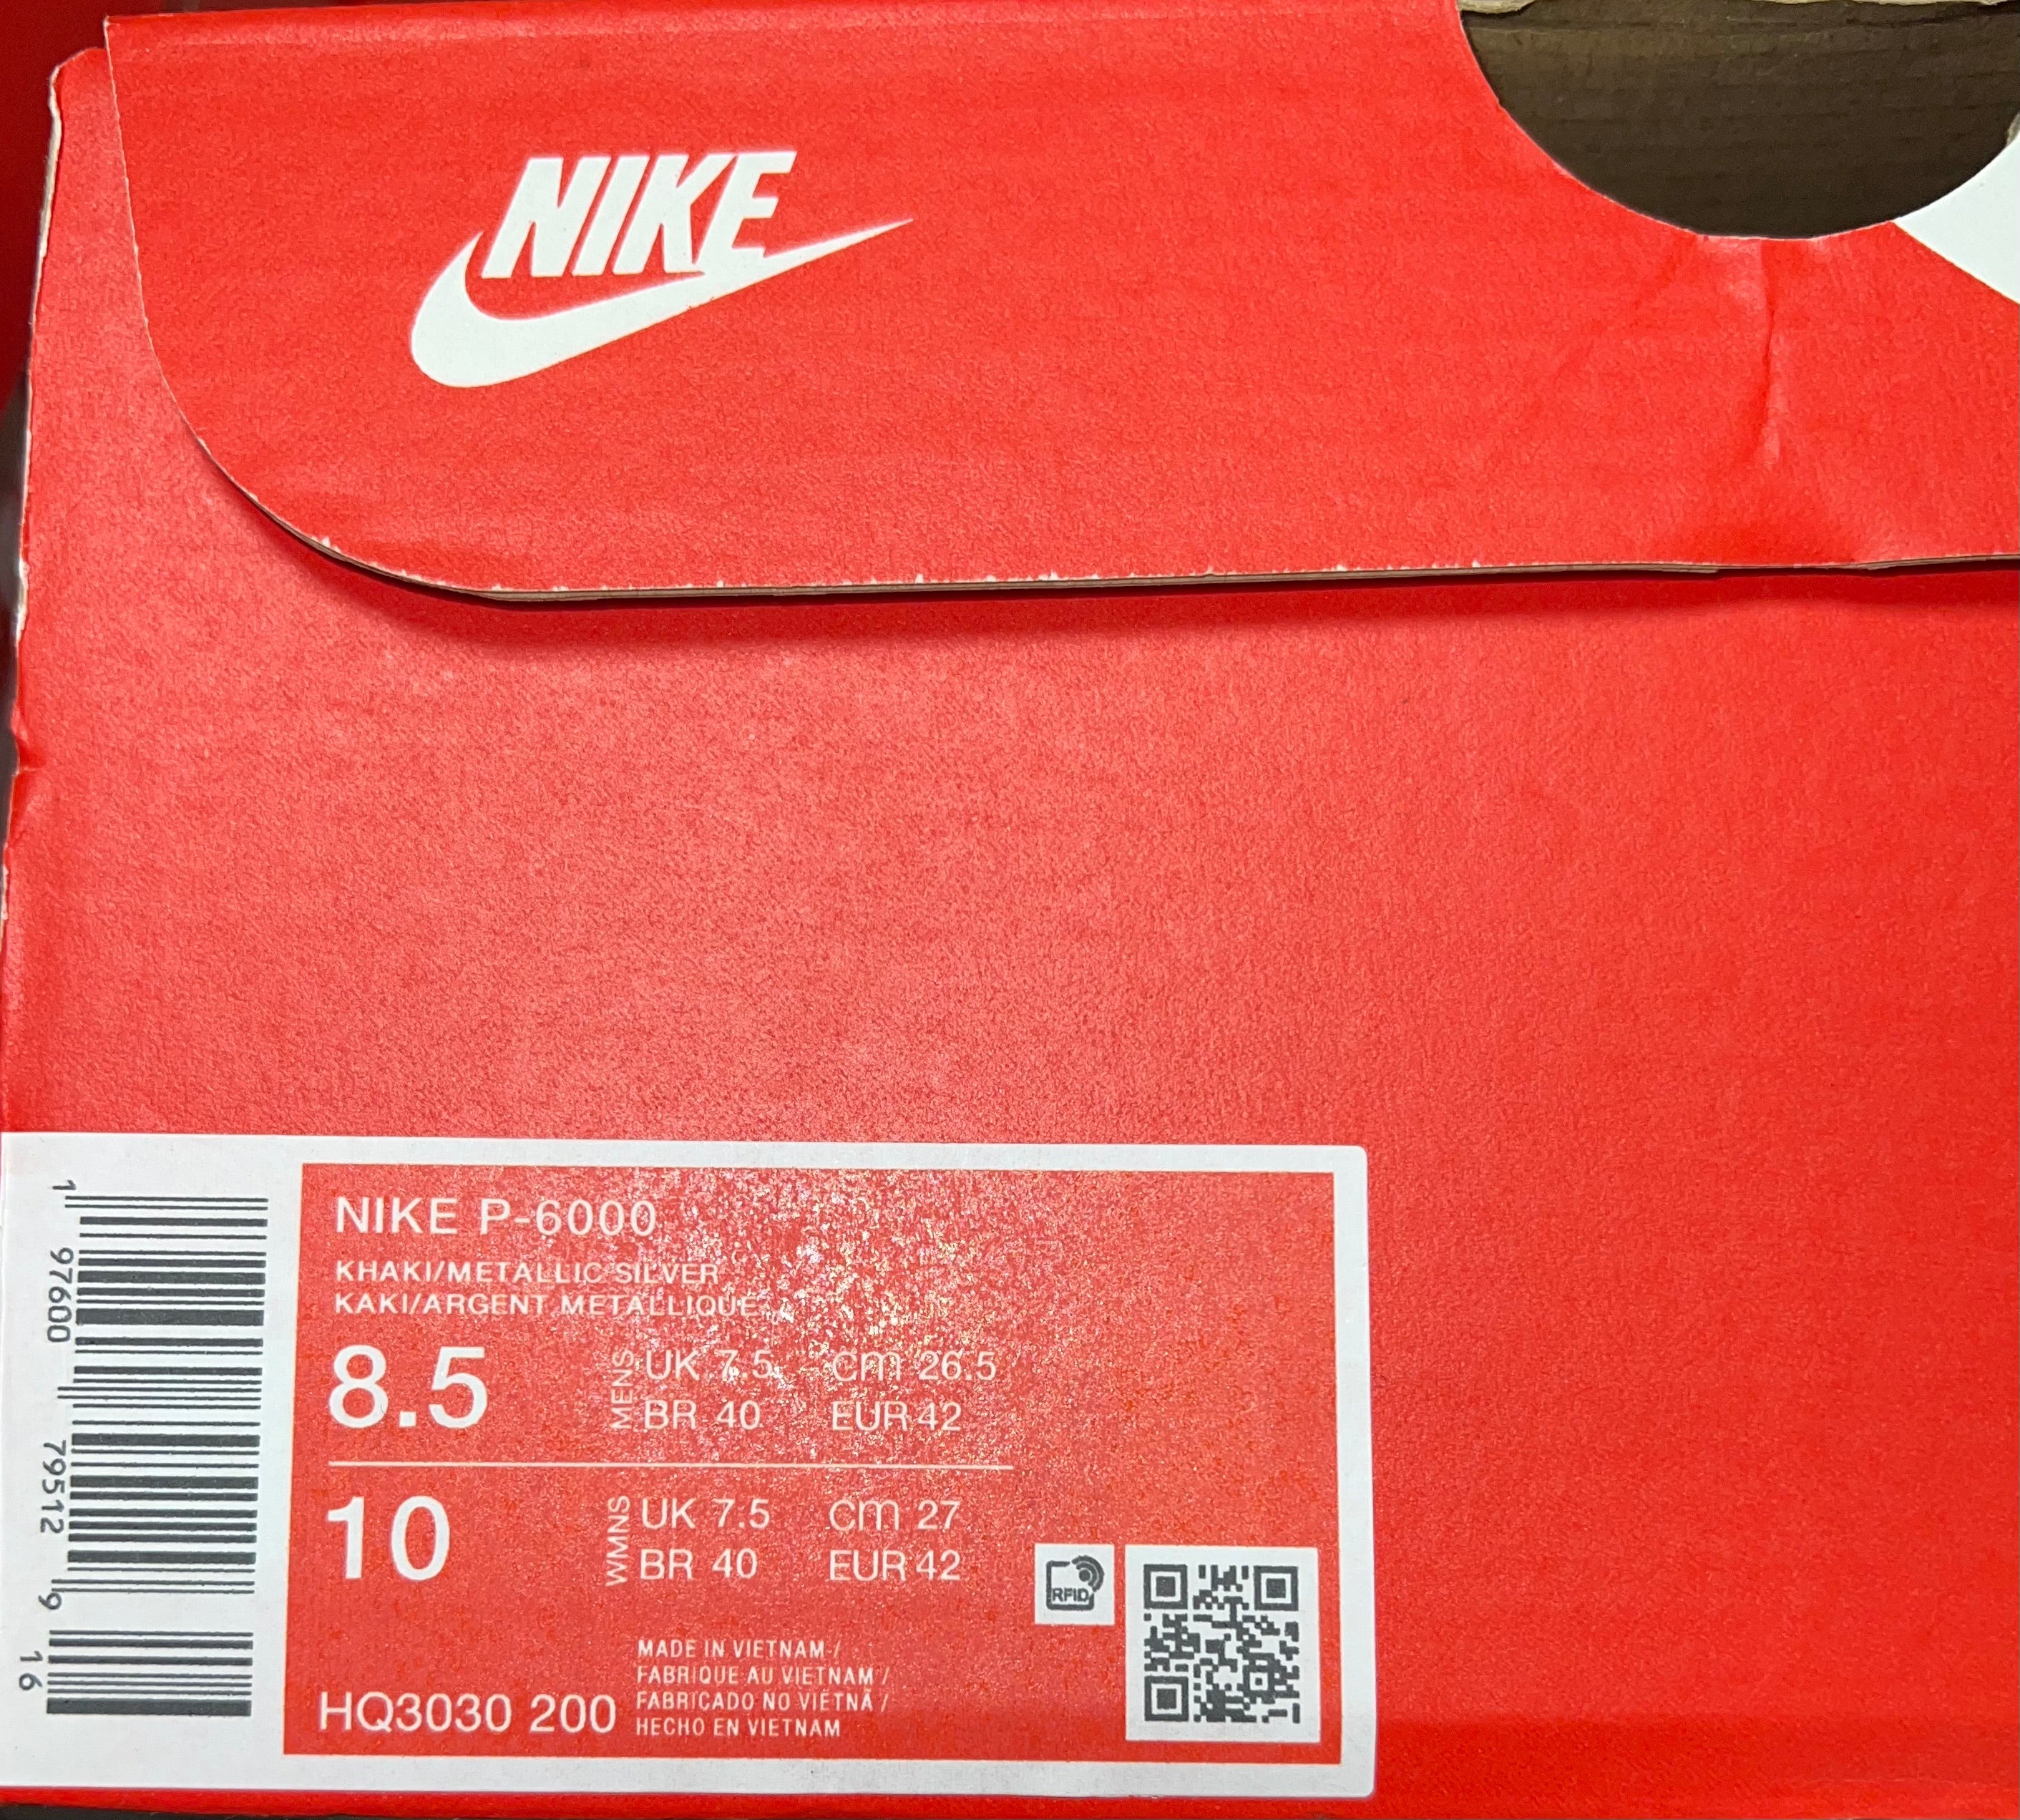 NIKE
NIKE P-6000
KHAKI/METALLIC SILVER
KAKI/ARGENT METALLIQUE
8.5 MENS UK 7.5 cm 26.5
BR 40 EUR 42
10 WMNS UK 7.5 cm 27
BR 40 EUR 42
RFID
MADE IN VIETNAM /
FABRIQUE AU VIETNAM /
FABRICADO NO VIETNÃ /
HECHO EN VIETNAM
HQ3030 200
1 97600 79512 9 16